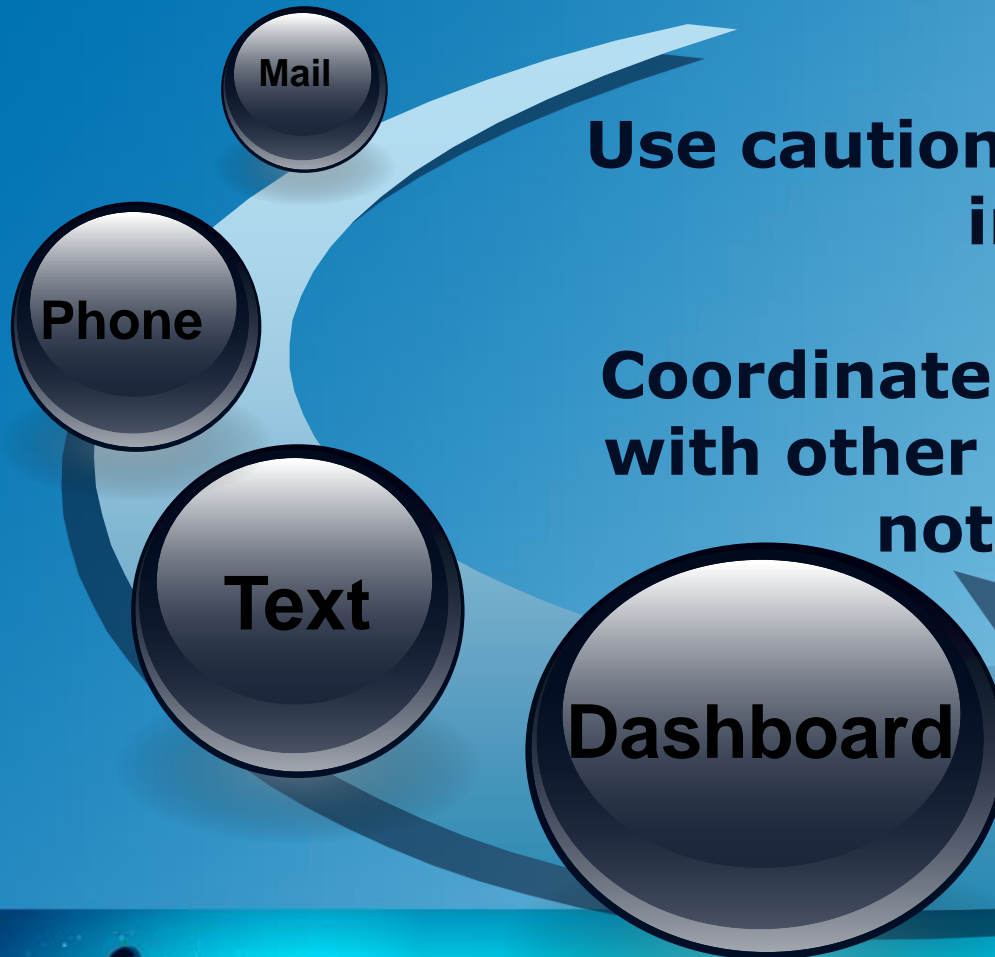 Mail
Use caution
Phone
Coordinate
with other
not
Text
Dashboard